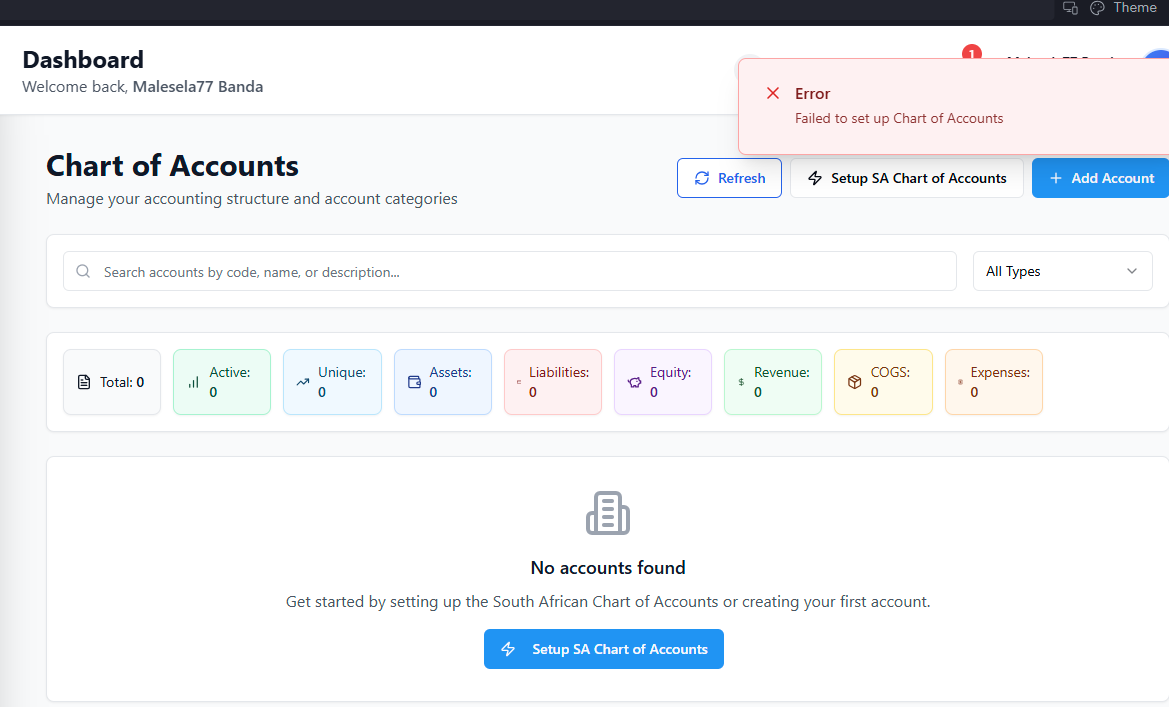 Theme
Dashboard
Welcome back, Malesela77 Banda
1
Error
Failed to set up Chart of Accounts
Chart of Accounts
Manage your accounting structure and account categories
Refresh
Setup SA Chart of Accounts
Add Account
Search accounts by code, name, or description...
All Types
Total: 0
Active:
0
Unique:
0
Assets:
0
Liabilities:
0
Equity:
0
Revenue:
0
COGS:
0
Expenses:
0
No accounts found
Get started by setting up the South African Chart of Accounts or creating your first account.
Setup SA Chart of Accounts